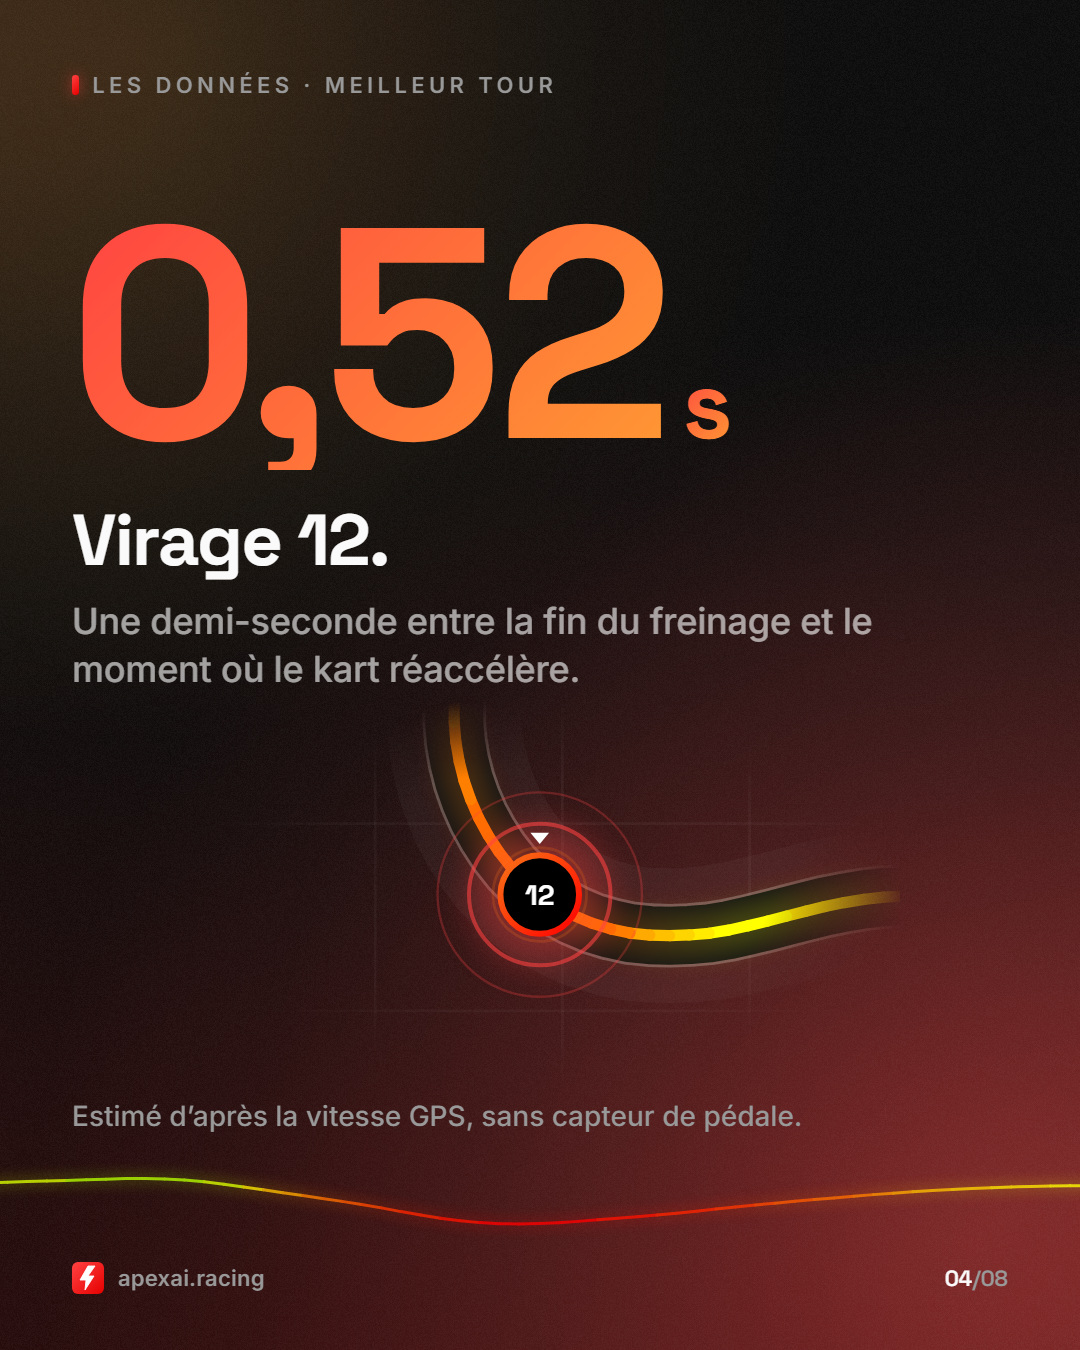 LES DONNÉES · MEILLEUR TOUR
0,52 s
Virage 12.
Une demi-seconde entre la fin du freinage et le
moment où le kart réaccélère.
12
Estimé d’après la vitesse GPS, sans capteur de pédale.
apexai.racing
04/08